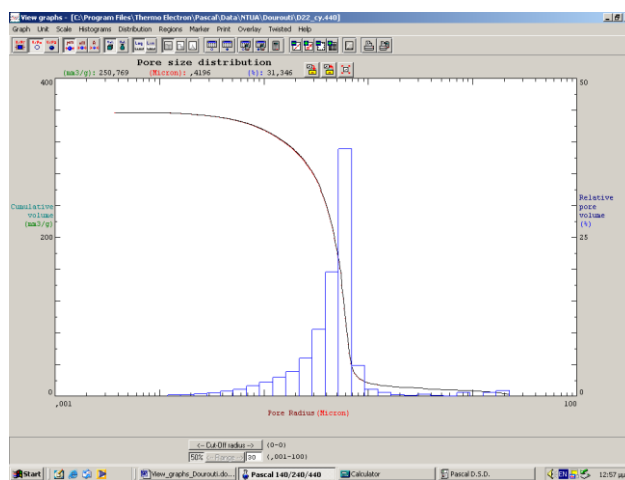 View graphs - [C:\Program Files\Thermo Electron\Pascal\Data\NTUA\Dourouti\D22_cy.440]
Graph Unit Scale Histograms Distribution Regions Marker Print Overlay Twisted Help
Pore size distribution
(mm3/g): 250,769 (Micron): ,4196 (%): 31,346
400
50
Cumulative
volume
(mm3/g)
Relative
pore
volume
(%)
200
25
0
0
,001
100
Pore Radius(Micron)
<- Cut-Off radius -> (0-0)
50% <- Range -> 30 (,001-100)
Start
View_graphs_Dourouti.do...
Pascal 140/240/440
Calculator
Pascal D.S.D.
EN
12:57 μμ